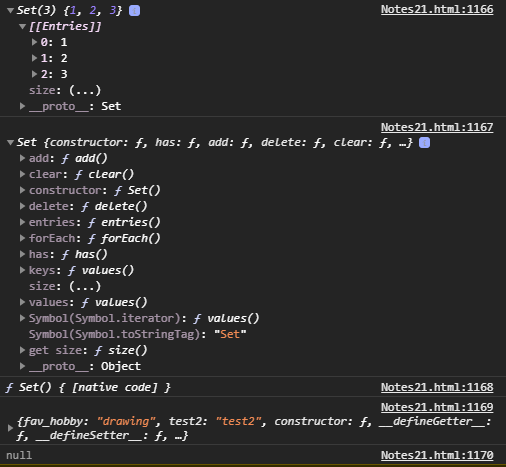 Set(3) {1, 2, 3} i Notes21.html:1166
[[Entries]]
0: 1
1: 2
2: 3
size: (...)
__proto__: Set
Notes21.html:1167
Set {constructor: ƒ, has: ƒ, add: ƒ, delete: ƒ, clear: ƒ, …} i
add: ƒ add()
clear: ƒ clear()
constructor: ƒ Set()
delete: ƒ delete()
entries: ƒ entries()
forEach: ƒ forEach()
has: ƒ has()
keys: ƒ values()
size: (...)
values: ƒ values()
Symbol(Symbol.iterator): ƒ values()
Symbol(Symbol.toStringTag): "Set"
get size: ƒ size()
__proto__: Object
ƒ Set() { [native code] } Notes21.html:1168
Notes21.html:1169
{fav_hobby: "drawing", test2: "test2", constructor: ƒ, __defineGetter__:
ƒ, __defineSetter__: ƒ, …}
null Notes21.html:1170